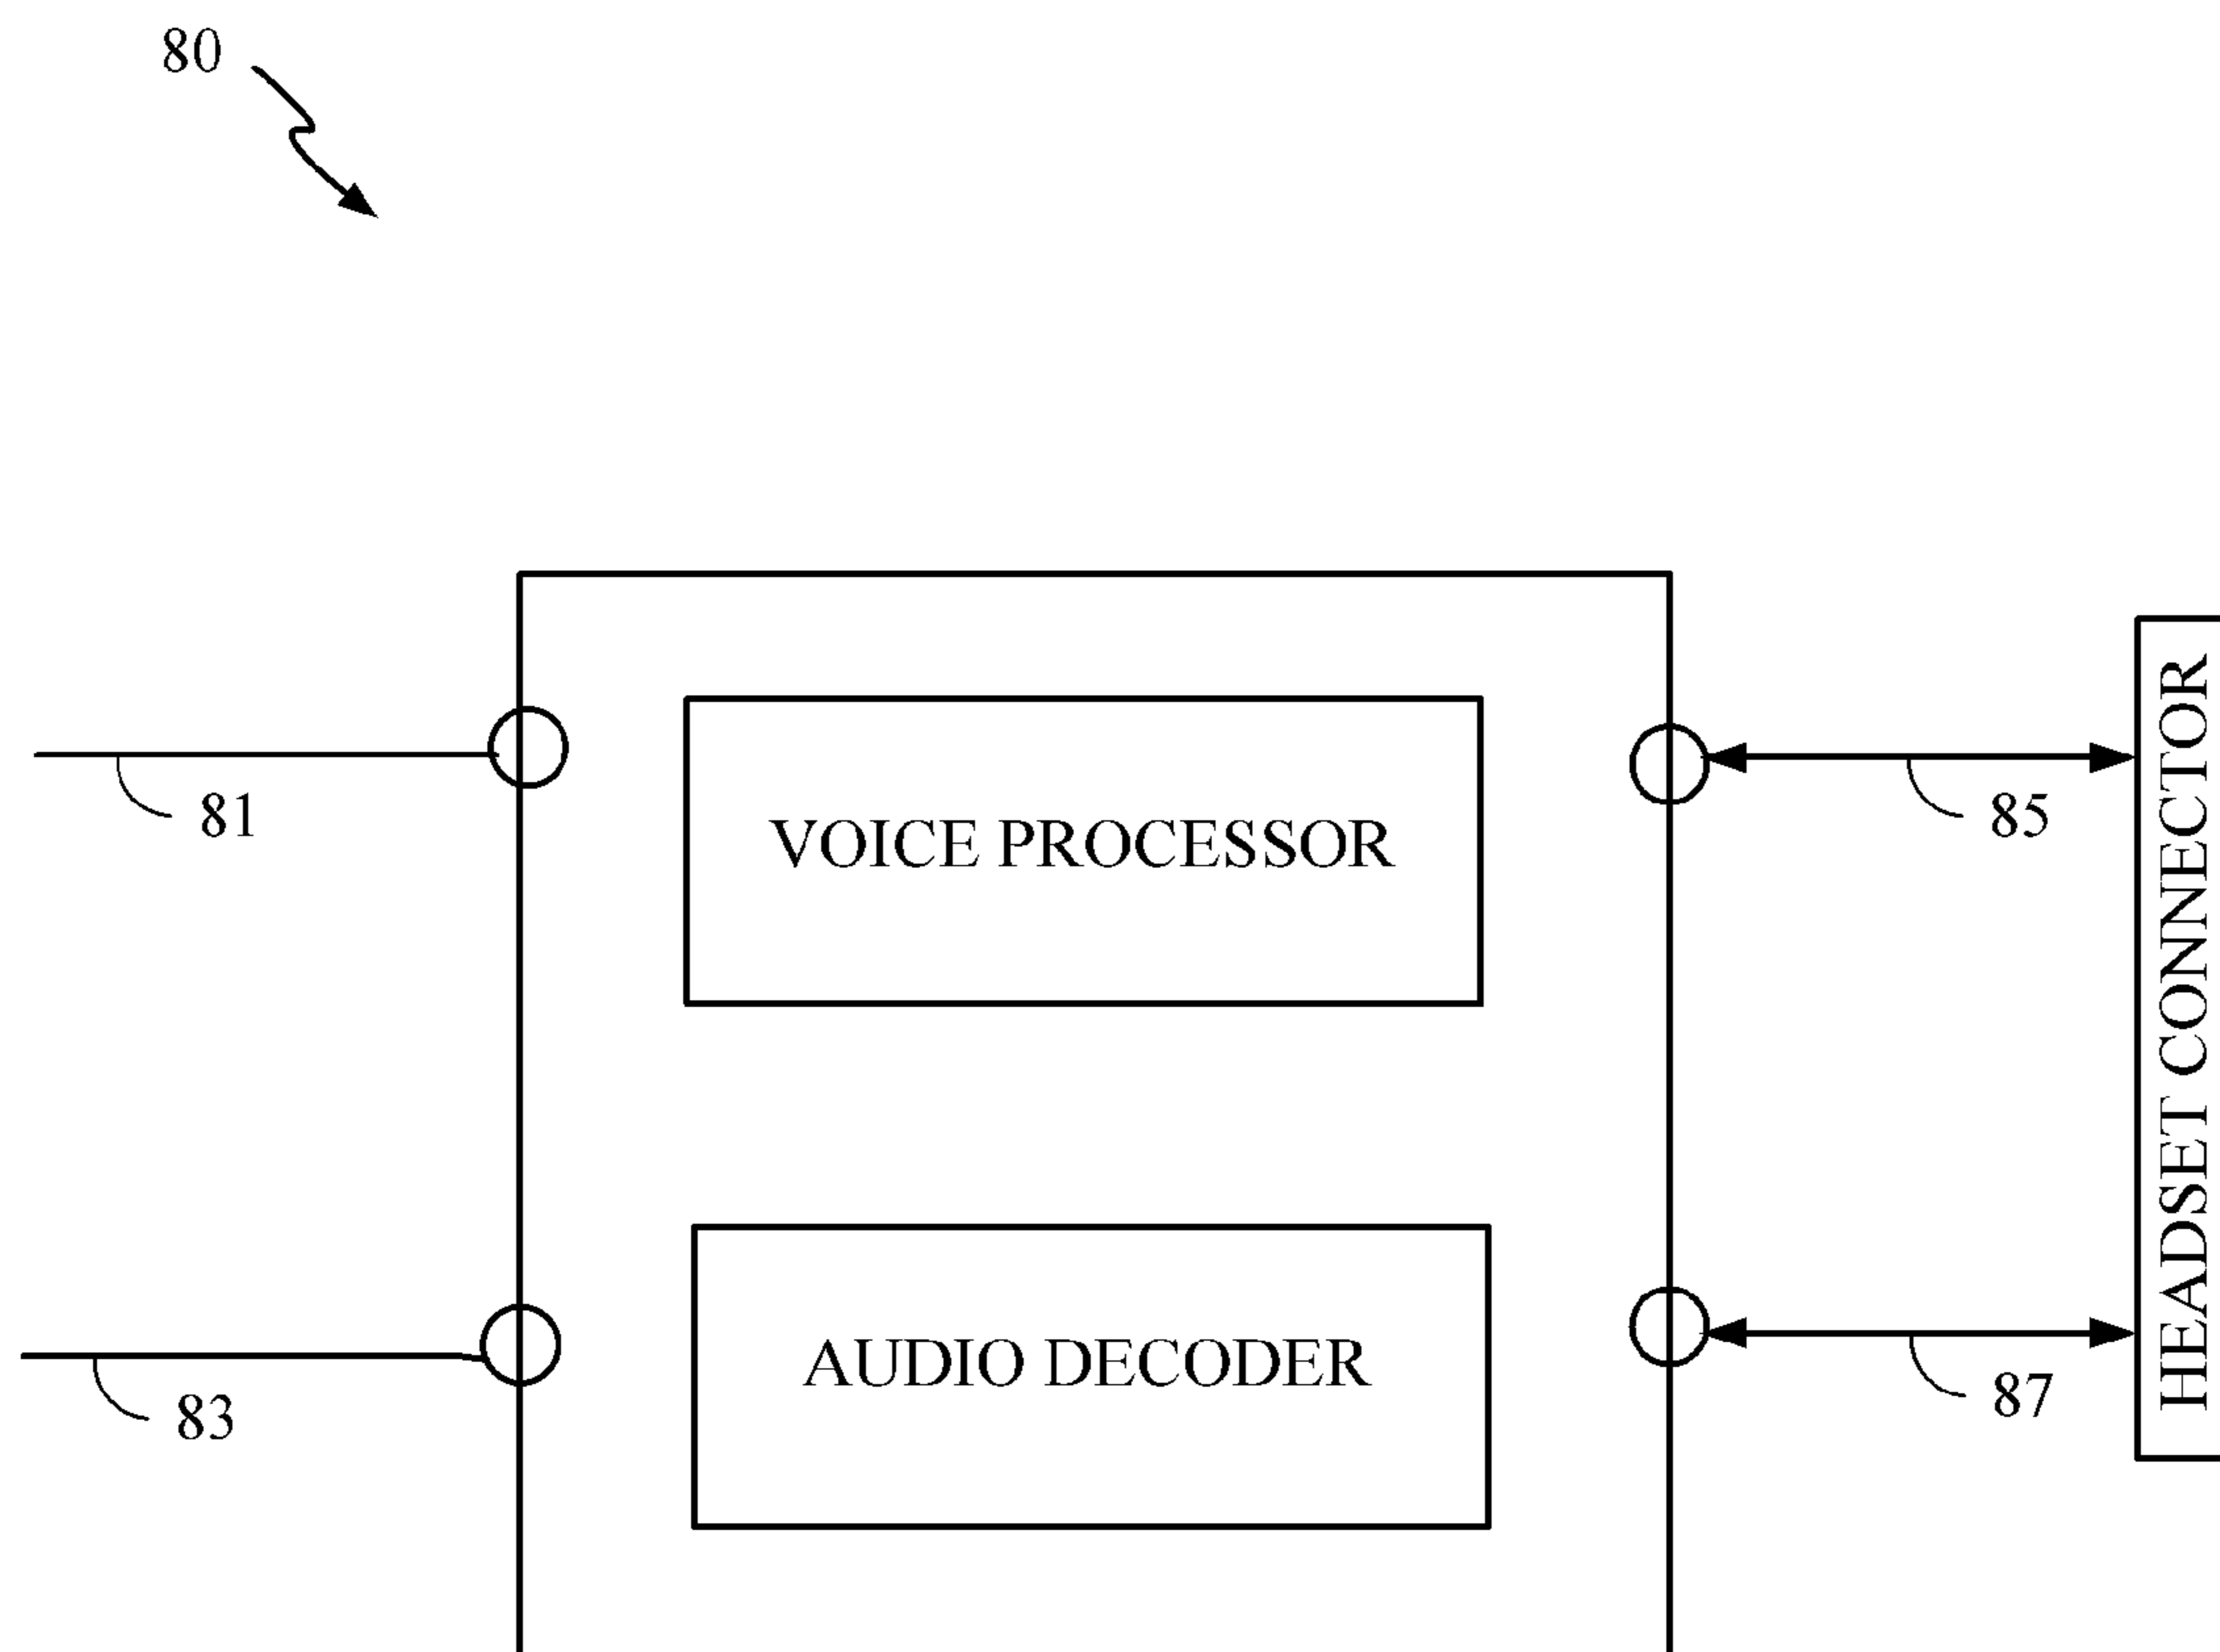 80
81
VOICE PROCESSOR
85
HEADSET CONNECTOR
83
AUDIO DECODER
87